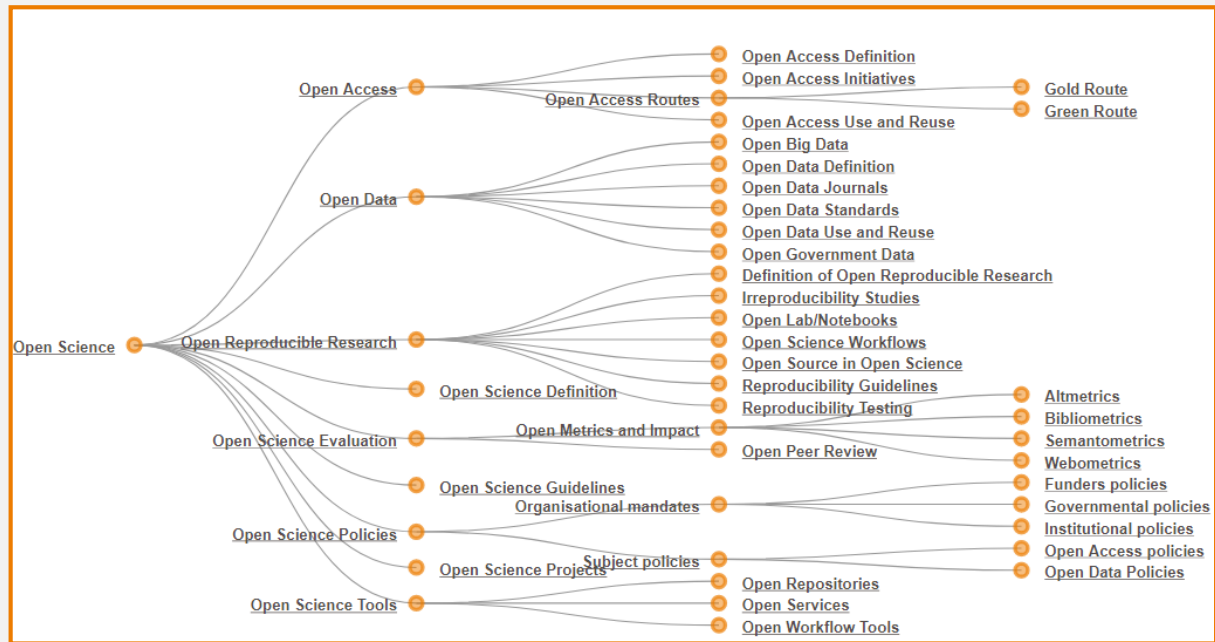 Open Science
Open Access
Open Access Definition
Open Access Initiatives
Open Access Routes
Gold Route
Green Route
Open Access Use and Reuse
Open Data
Open Big Data
Open Data Definition
Open Data Journals
Open Data Standards
Open Data Use and Reuse
Open Government Data
Open Reproducible Research
Definition of Open Reproducible Research
Irreproducibility Studies
Open Lab/Notebooks
Open Science Workflows
Open Source in Open Science
Reproducibility Guidelines
Reproducibility Testing
Open Science Definition
Open Science Evaluation
Open Metrics and Impact
Altmetrics
Bibliometrics
Semantometrics
Webometrics
Open Peer Review
Open Science Guidelines
Open Science Policies
Organisational mandates
Funders policies
Governmental policies
Institutional policies
Subject policies
Open Access policies
Open Data Policies
Open Science Projects
Open Science Tools
Open Repositories
Open Services
Open Workflow Tools